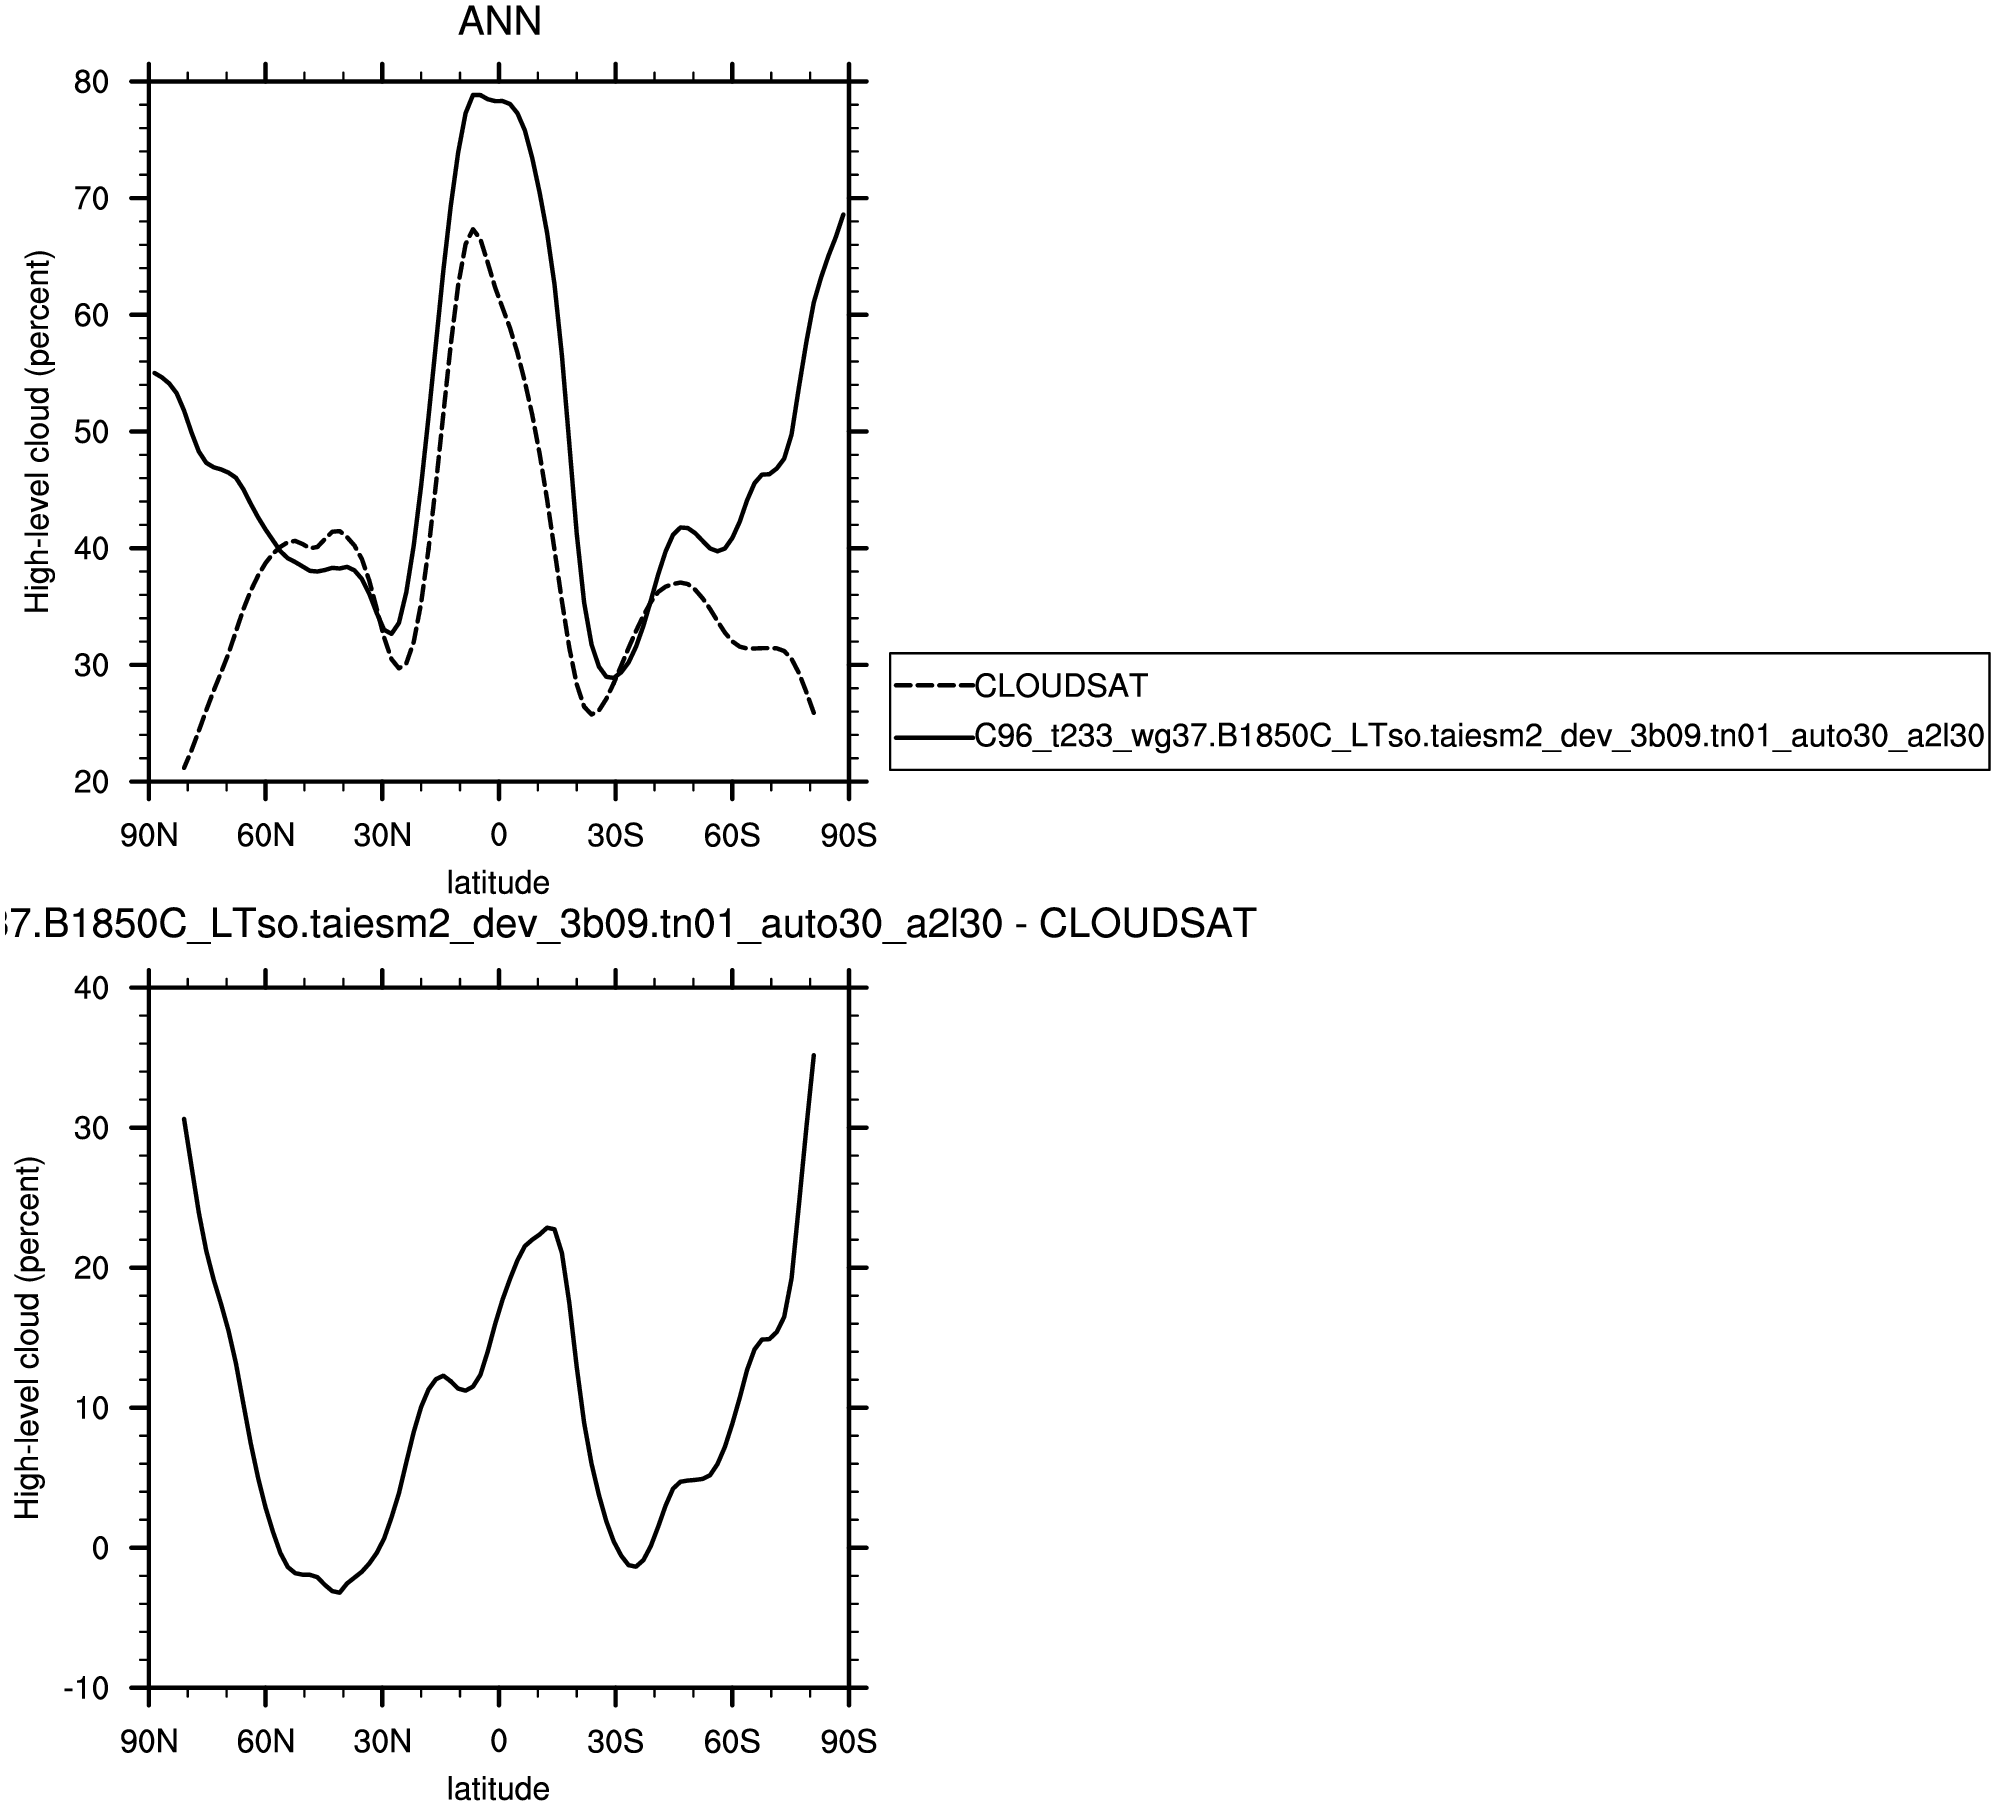 ANN
High-level cloud (percent)
80
70
60
50
40
30
20
90N 60N 30N 0 30S 60S 90S
latitude
CLOUDSAT
C96_t233_wg37.B1850C_LTso.taiesm2_dev_3b09.tn01_auto30_a2l30
37.B1850C_LTso.taiesm2_dev_3b09.tn01_auto30_a2l30 - CLOUDSAT
High-level cloud (percent)
40
30
20
10
0
-10
90N 60N 30N 0 30S 60S 90S
latitude